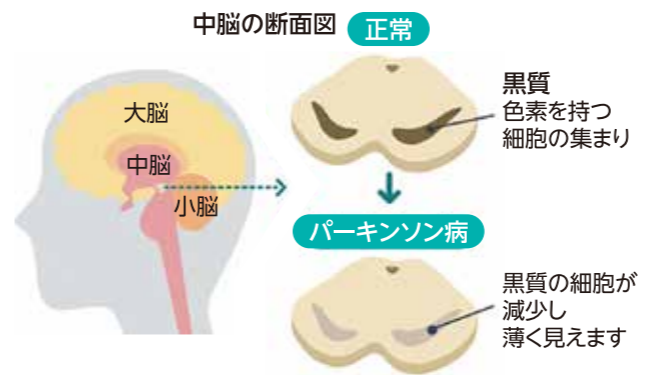 中脳の断面図
正常
大脳
中脳
小脳
黒質
色素を持つ
細胞の集まり
パーキンソン病
黒質の細胞が
減少し
薄く見えます